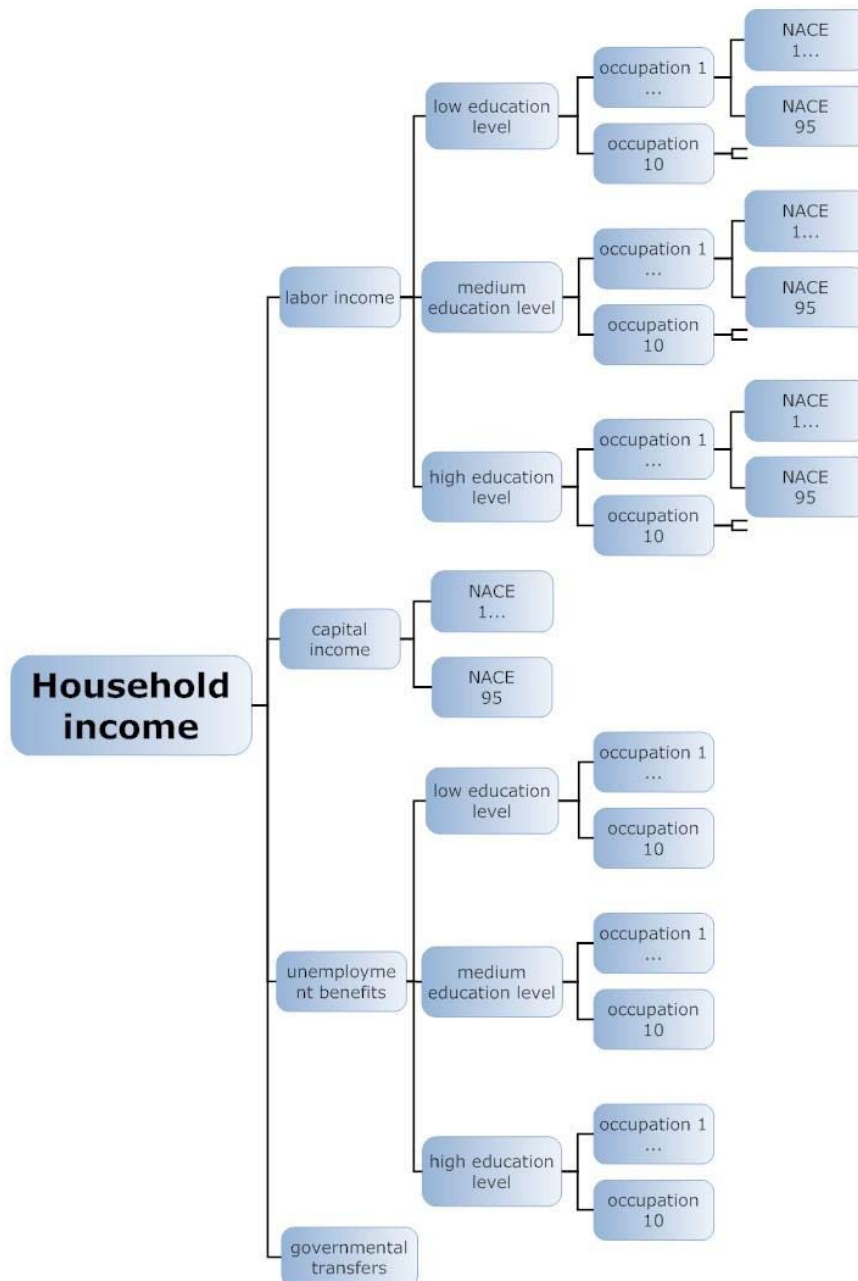 NACE
1...
occupation 1
...
low education
level
NACE
95
occupation
10
NACE
1...
occupation 1
...
labor income
medium
education level
NACE
95
occupation
10
NACE
1...
occupation 1
...
high education
level
NACE
95
occupation
10
NACE
1...
capital
income
NACE
95
Household
income
occupation 1
...
low education
level
occupation
10
occupation 1
...
unemployme
nt benefits
medium
education level
occupation
10
occupation 1
...
high education
level
occupation
10
governmental
transfers